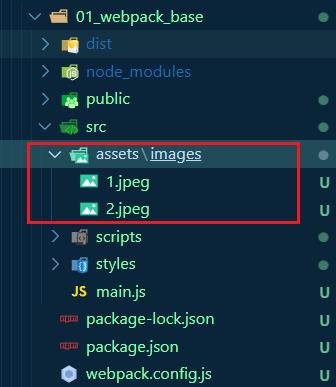 01_webpack_base
dist
node_modules
public
src
assets\images
1.jpeg U
2.jpeg U
scripts
styles
main.js U
package-lock.json U
package.json U
webpack.config.js U